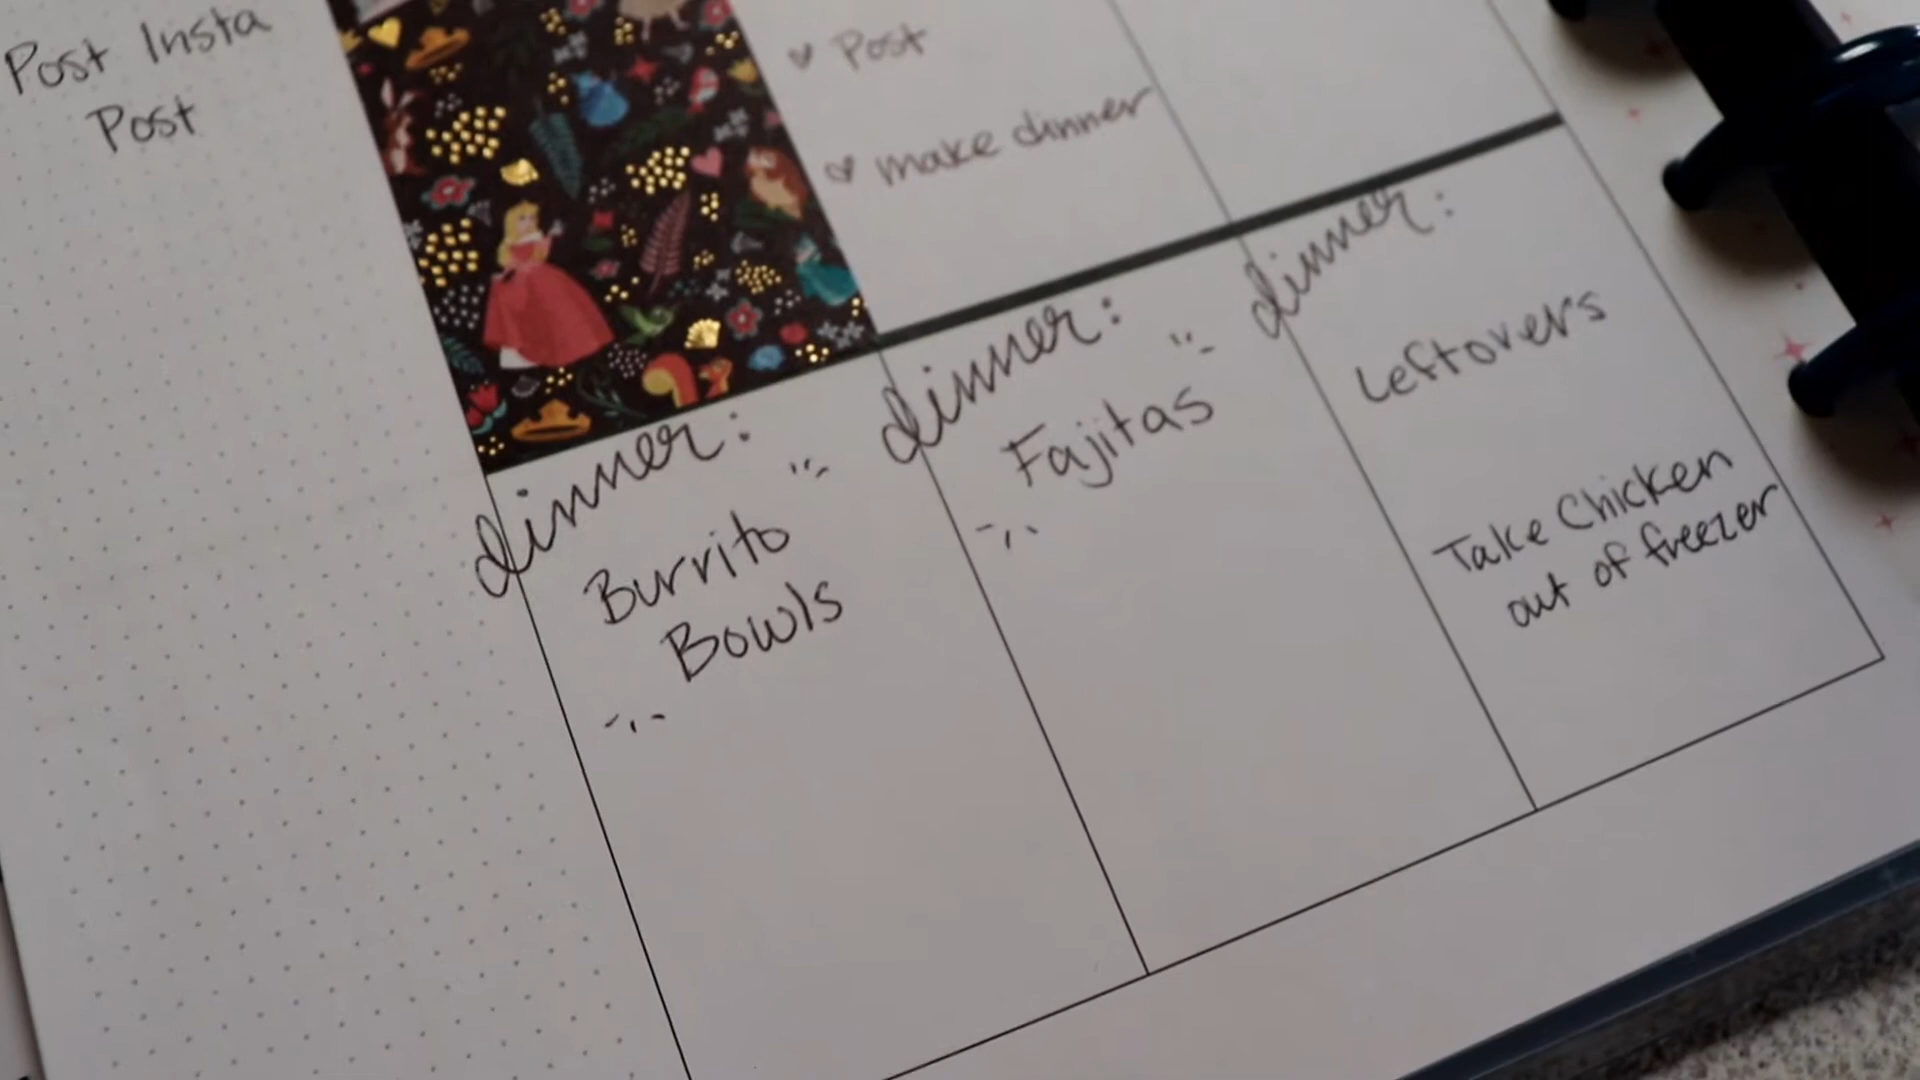 Post Insta
Post
Post
make dinner
dinner:
Burrito
Bowls
dinner:
Fajitas
dinner:
Leftovers
Take Chicken
out of freezer